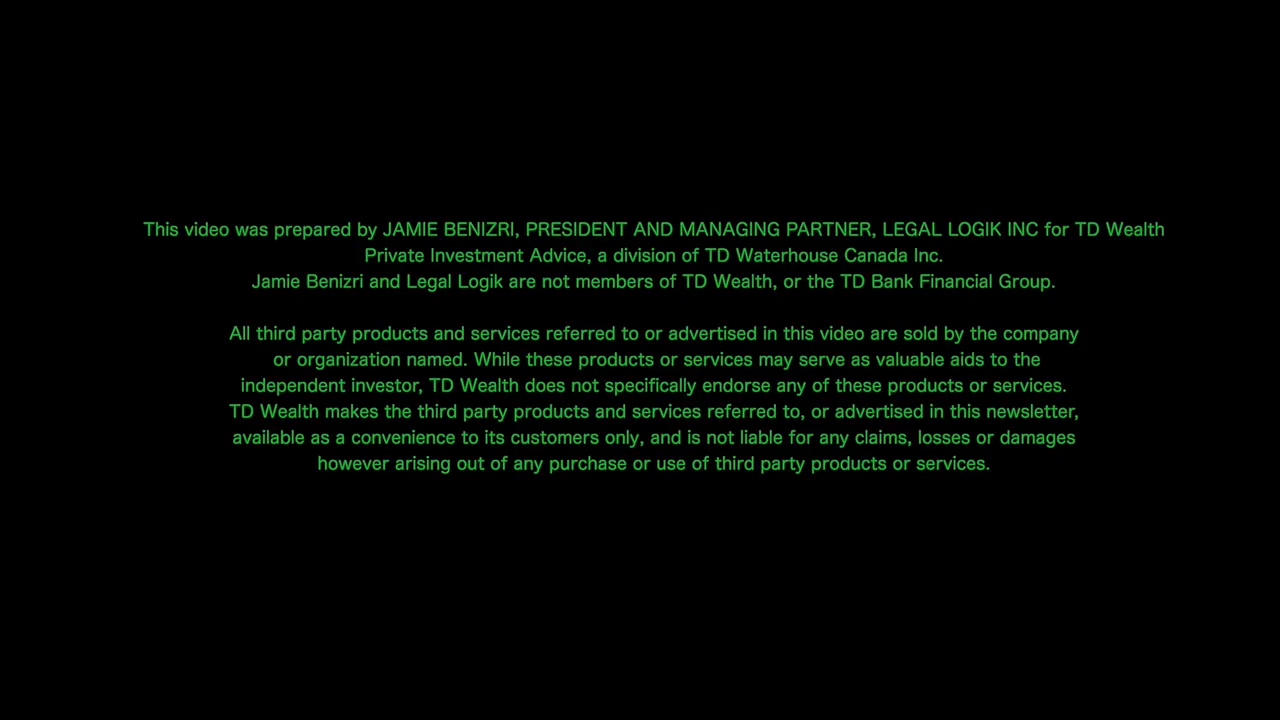 This video was prepared by JAMIE BENIZRI, PRESIDENT AND MANAGING PARTNER, LEGAL LOGIK INC for TD Wealth
Private Investment Advice, a division of TD Waterhouse Canada Inc.
Jamie Benizri and Legal Logik are not members of TD Wealth, or the TD Bank Financial Group.
All third party products and services referred to or advertised in this video are sold by the company
or organization named. While these products or services may serve as valuable aids to the
independent investor, TD Wealth does not specifically endorse any of these products or services.
TD Wealth makes the third party products and services referred to, or advertised in this newsletter,
available as a convenience to its customers only, and is not liable for any claims, losses or damages
however arising out of any purchase or use of third party products or services.